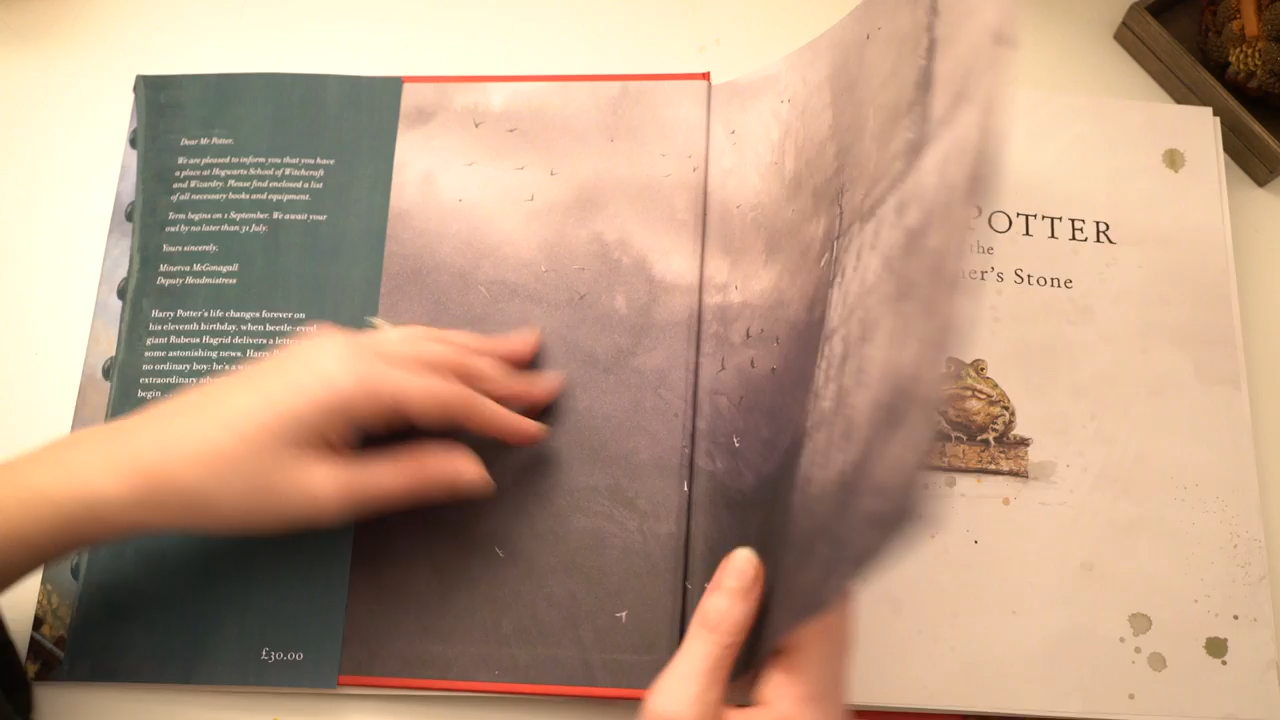 Dear Mr Potter,
We are pleased to inform you that you have
a place at Hogwarts School of Witchcraft
and Wizardry. Please find enclosed a list
of all necessary books and equipment.
Term begins on 1 September. We await your
owl by no later than 31 July.
Yours sincerely,
Minerva McGonagall
Deputy Headmistress
Harry Potter's life changes forever on
his eleventh birthday, when beetle-eyed
giant Rubeus Hagrid delivers a letter
some astonishing news. Harry
no ordinary boy: he's a
extraordinary
begin ...
£30.00
POTTER
the
Stone